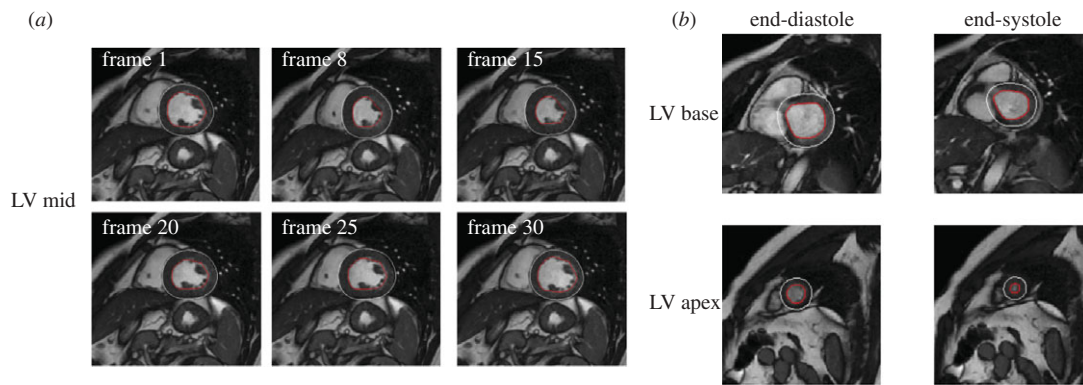 (a)
frame 1
frame 8
frame 15
LV mid
frame 20
frame 25
frame 30
(b)
end-diastole
end-systole
LV base
LV apex